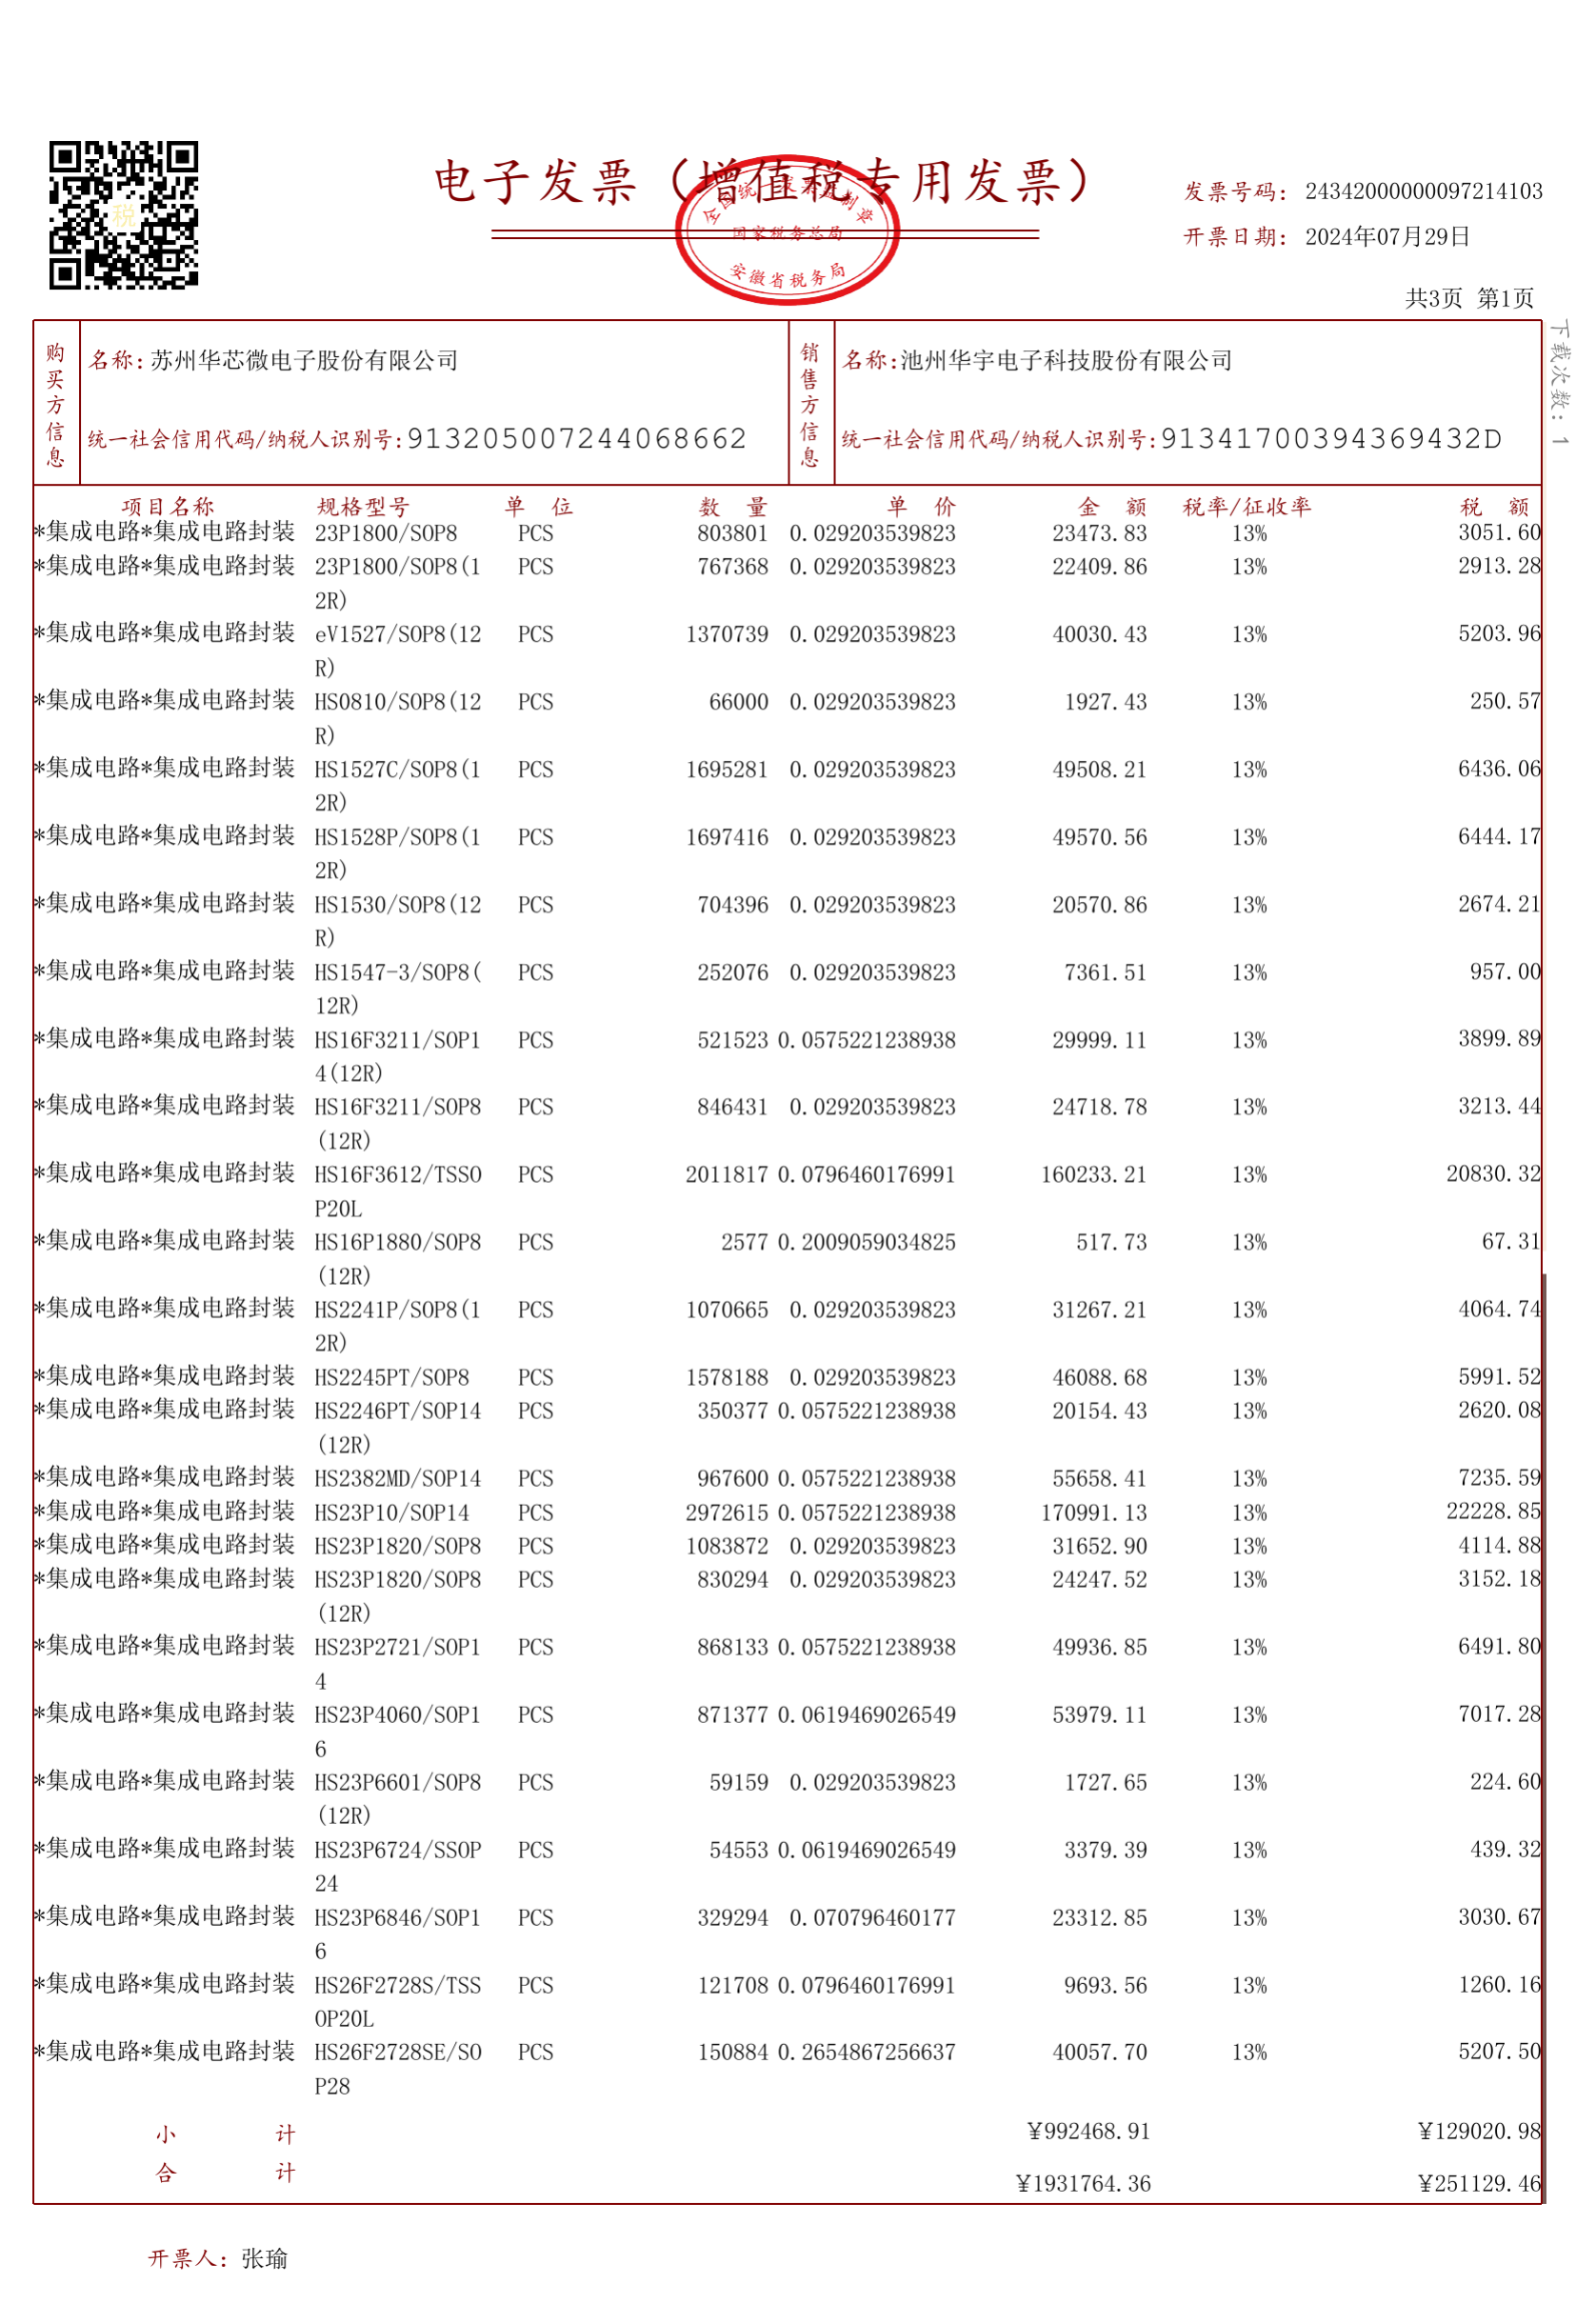 电子发票（增值税专用发票）
全国统一发票监制章
国家税务总局
安徽省税务局
税
发票号码：24342000000097214103
开票日期：2024年07月29日
共3页 第1页
下载次数：1
购买方信息
名称：苏州华芯微电子股份有限公司
统一社会信用代码/纳税人识别号：913205007244068662
销售方信息
名称：池州华宇电子科技股份有限公司
统一社会信用代码/纳税人识别号：91341700394369432D
项目名称 规格型号 单 位 数 量 单 价 金 额 税率/征收率 税 额
*集成电路*集成电路封装 23P1800/SOP8 PCS 803801 0.029203539823 23473.83 13% 3051.60
*集成电路*集成电路封装 23P1800/SOP8(1 PCS 767368 0.029203539823 22409.86 13% 2913.28
2R)
*集成电路*集成电路封装 eV1527/SOP8(12 PCS 1370739 0.029203539823 40030.43 13% 5203.96
R)
*集成电路*集成电路封装 HS0810/SOP8(12 PCS 66000 0.029203539823 1927.43 13% 250.57
R)
*集成电路*集成电路封装 HS1527C/SOP8(1 PCS 1695281 0.029203539823 49508.21 13% 6436.06
2R)
*集成电路*集成电路封装 HS1528P/SOP8(1 PCS 1697416 0.029203539823 49570.56 13% 6444.17
2R)
*集成电路*集成电路封装 HS1530/SOP8(12 PCS 704396 0.029203539823 20570.86 13% 2674.21
R)
*集成电路*集成电路封装 HS1547-3/SOP8( PCS 252076 0.029203539823 7361.51 13% 957.00
12R)
*集成电路*集成电路封装 HS16F3211/SOP1 PCS 521523 0.0575221238938 29999.11 13% 3899.89
4(12R)
*集成电路*集成电路封装 HS16F3211/SOP8 PCS 846431 0.029203539823 24718.78 13% 3213.44
(12R)
*集成电路*集成电路封装 HS16F3612/TSSO PCS 2011817 0.0796460176991 160233.21 13% 20830.32
P20L
*集成电路*集成电路封装 HS16P1880/SOP8 PCS 2577 0.2009059034825 517.73 13% 67.31
(12R)
*集成电路*集成电路封装 HS2241P/SOP8(1 PCS 1070665 0.029203539823 31267.21 13% 4064.74
2R)
*集成电路*集成电路封装 HS2245PT/SOP8 PCS 1578188 0.029203539823 46088.68 13% 5991.52
*集成电路*集成电路封装 HS2246PT/SOP14 PCS 350377 0.0575221238938 20154.43 13% 2620.08
(12R)
*集成电路*集成电路封装 HS2382MD/SOP14 PCS 967600 0.0575221238938 55658.41 13% 7235.59
*集成电路*集成电路封装 HS23P10/SOP14 PCS 2972615 0.0575221238938 170991.13 13% 22228.85
*集成电路*集成电路封装 HS23P1820/SOP8 PCS 1083872 0.029203539823 31652.90 13% 4114.88
*集成电路*集成电路封装 HS23P1820/SOP8 PCS 830294 0.029203539823 24247.52 13% 3152.18
(12R)
*集成电路*集成电路封装 HS23P2721/SOP1 PCS 868133 0.0575221238938 49936.85 13% 6491.80
4
*集成电路*集成电路封装 HS23P4060/SOP1 PCS 871377 0.0619469026549 53979.11 13% 7017.28
6
*集成电路*集成电路封装 HS23P6601/SOP8 PCS 59159 0.029203539823 1727.65 13% 224.60
(12R)
*集成电路*集成电路封装 HS23P6724/SSOP PCS 54553 0.0619469026549 3379.39 13% 439.32
24
*集成电路*集成电路封装 HS23P6846/SOP1 PCS 329294 0.070796460177 23312.85 13% 3030.67
6
*集成电路*集成电路封装 HS26F2728S/TSS PCS 121708 0.0796460176991 9693.56 13% 1260.16
OP20L
*集成电路*集成电路封装 HS26F2728SE/SO PCS 150884 0.2654867256637 40057.70 13% 5207.50
P28
小 计 ¥992468.91 ¥129020.98
合 计 ¥1931764.36 ¥251129.46
开票人：张瑜